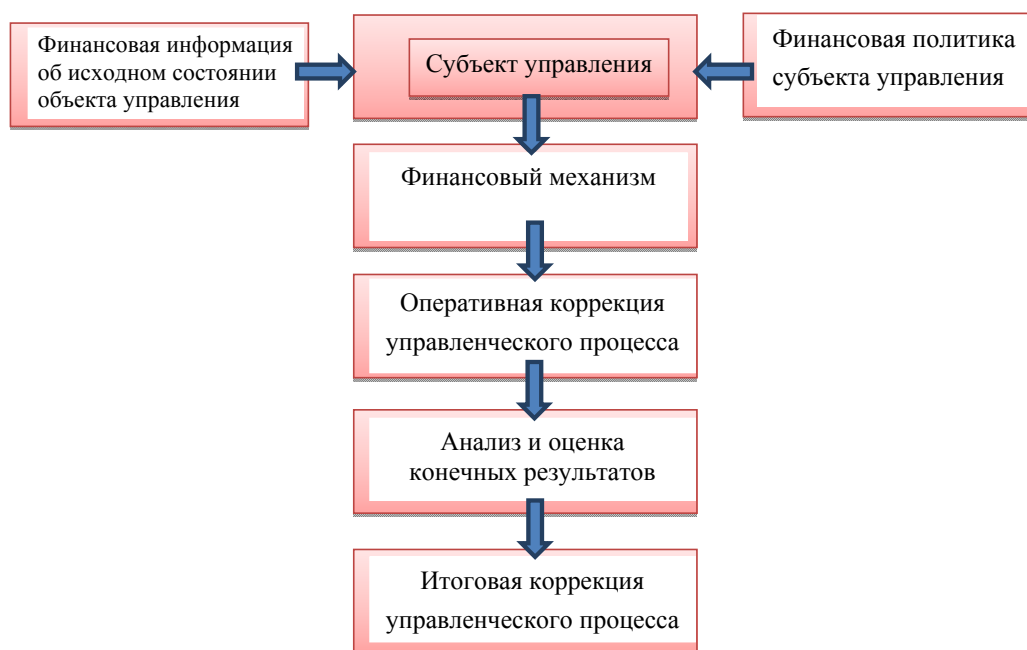 Финансовая информация
об исходном состоянии
объекта управления
Субъект управления
Финансовая политика
субъекта управления
Финансовый механизм
Оперативная коррекция
управленческого процесса
Анализ и оценка
конечных результатов
Итоговая коррекция
управленческого процесса